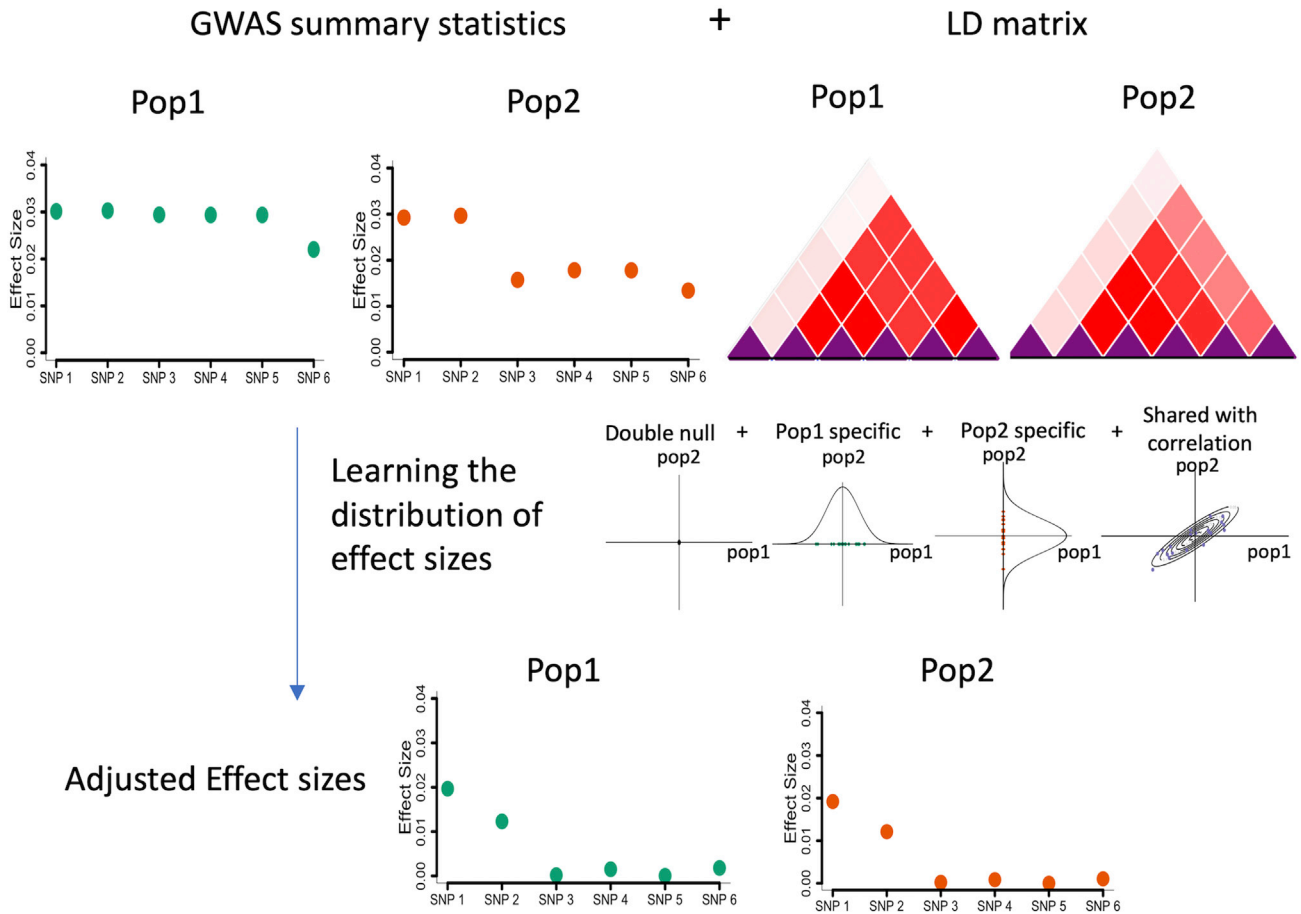 GWAS summary statistics + LD matrix
Pop1
Pop2
Pop1
Pop2
Effect Size
0.04
0.03
0.02
0.01
0.00
SNP 1 SNP 2 SNP 3 SNP 4 SNP 5 SNP 6
Effect Size
0.04
0.03
0.02
0.01
0.00
SNP 1 SNP 2 SNP 3 SNP 4 SNP 5 SNP 6
Learning the
distribution of
effect sizes
Double null + Pop1 specific + Pop2 specific + Shared with
correlation
pop2
pop1
pop2
pop1
pop2
pop1
pop2
pop1
Adjusted Effect sizes
Pop1
Effect Size
0.04
0.03
0.02
0.01
0.00
SNP 1 SNP 2 SNP 3 SNP 4 SNP 5 SNP 6
Pop2
Effect Size
0.04
0.03
0.02
0.01
0.00
SNP 1 SNP 2 SNP 3 SNP 4 SNP 5 SNP 6